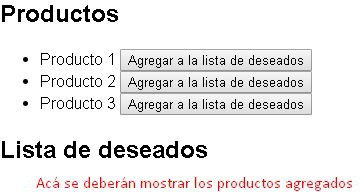 Productos
Producto 1 Agregar a la lista de deseados
Producto 2 Agregar a la lista de deseados
Producto 3 Agregar a la lista de deseados
Lista de deseados
Acá se deberán mostrar los productos agregados